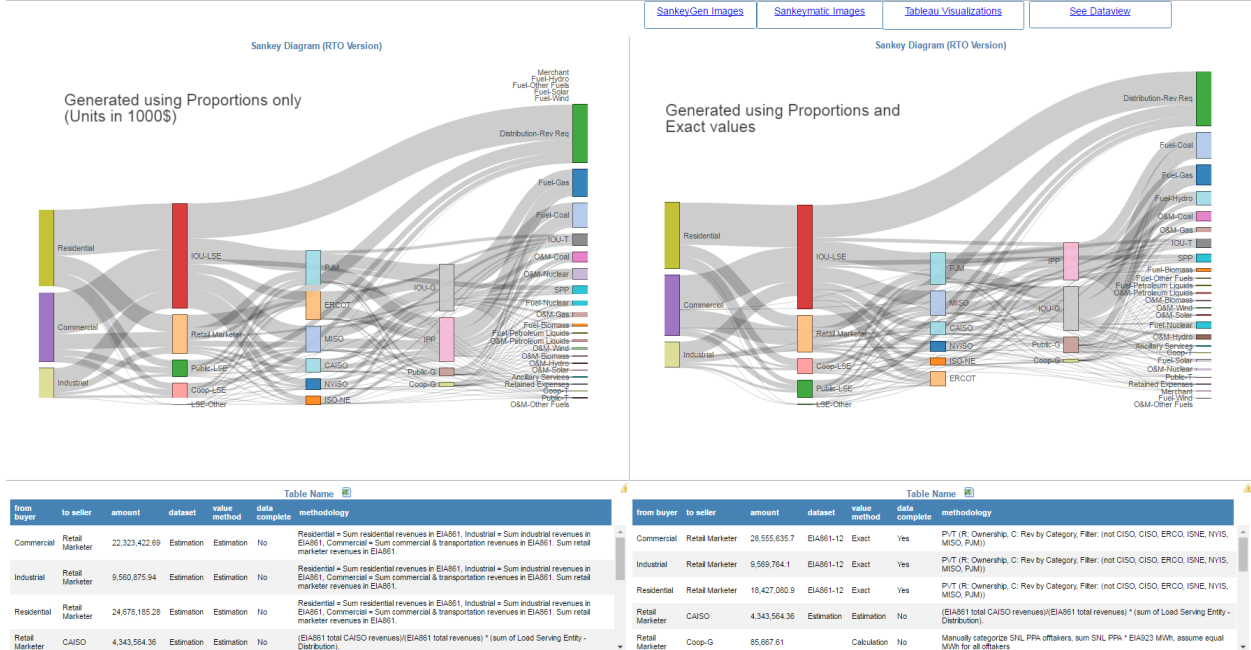 SankeyGen Images
Sankeymatic Images
Tableau Visualizations
See Dataview
Sankey Diagram (RTO Version)
Generated using Proportions only
(Units in 1000$)
Residential
Commercial
Industrial
IOU-LSE
Retail Marketer
Public-LSE
Coop-LSE
LSE-Other
PJM
ERCOT
MISO
CAISO
NYISO
ISO-NE
IOU-G
IPP
Public-G
Coop-G
Merchant
Fuel-Hydro
Fuel-Other Fuels
Fuel-Solar
Fuel-Wind
Distribution-Rev Req
Fuel-Gas
Fuel-Coal
IOU-T
O&M-Coal
O&M-Nuclear
SPP
Fuel-Nuclear
O&M-Gas
Fuel-Biomass
Fuel-Petroleum Liquids
O&M-Petroleum Liquids
O&M-Wind
O&M-Biomass
O&M-Hydro
O&M-Solar
Ancillary Services
Retained Expenses
Coop-T
Public-T
O&M-Other Fuels
Sankey Diagram (RTO Version)
Generated using Proportions and
Exact values
Residential
Commercial
Industrial
IOU-LSE
Retail Marketer
Coop-LSE
Public-LSE
LSE-Other
PJM
MISO
CAISO
NYISO
ISO-NE
ERCOT
IPP
IOU-G
Public-G
Coop-G
Distribution-Rev Req
Fuel-Coal
Fuel-Gas
Fuel-Hydro
O&M-Coal
O&M-Gas
IOU-T
SPP
Fuel-Biomass
Fuel-Other Fuels
Fuel-Petroleum Liquids
O&M-Petroleum Liquids
O&M-Biomass
O&M-Wind
O&M-Solar
Fuel-Nuclear
O&M-Hydro
Ancillary Services
Coop-T
Fuel-Solar
O&M-Nuclear
Public-T
Retained Expenses
Merchant
Fuel-Wind
O&M-Other Fuels
Table Name
from buyer to seller amount dataset value method data complete methodology
Commercial Retail Marketer 22,323,422.69 Estimation Estimation No Residential = Sum residential revenues in EIA861, Industrial = Sum industrial revenues in EIA861, Commercial = Sum commercial & transportation revenues in EIA861. Sum retail marketer revenues in EIA861.
Industrial Retail Marketer 9,560,875.94 Estimation Estimation No Residential = Sum residential revenues in EIA861, Industrial = Sum industrial revenues in EIA861, Commercial = Sum commercial & transportation revenues in EIA861. Sum retail marketer revenues in EIA861.
Residential Retail Marketer 24,678,185.28 Estimation Estimation No Residential = Sum residential revenues in EIA861, Industrial = Sum industrial revenues in EIA861, Commercial = Sum commercial & transportation revenues in EIA861. Sum retail marketer revenues in EIA861.
Retail Marketer CAISO 4,343,564.36 Estimation Estimation No (EIA861 total CAISO revenues)/(EIA861 total revenues) * (sum of Load Serving Entity - Distribution).
Table Name
from buyer to seller amount dataset value method data complete methodology
Commercial Retail Marketer 28,555,635.7 EIA861-12 Exact Yes PVT (R: Ownership, C: Rev by Category, Filter: (not CISO, CISO, ERCO, ISNE, NYIS, MISO, PJM))
Industrial Retail Marketer 9,569,764.1 EIA861-12 Exact Yes PVT (R: Ownership, C: Rev by Category, Filter: (not CISO, CISO, ERCO, ISNE, NYIS, MISO, PJM))
Residential Retail Marketer 18,427,080.9 EIA861-12 Exact Yes PVT (R: Ownership, C: Rev by Category, Filter: (not CISO, CISO, ERCO, ISNE, NYIS, MISO, PJM))
Retail Marketer CAISO 4,343,564.36 Estimation Estimation No (EIA861 total CAISO revenues)/(EIA861 total revenues) * (sum of Load Serving Entity - Distribution).
Retail Marketer Coop-G 85,667.61 Calculation No Manually categorize SNL PPA offtakers, sum SNL PPA * EIA923 MWh, assume equal MWh for all offtakers